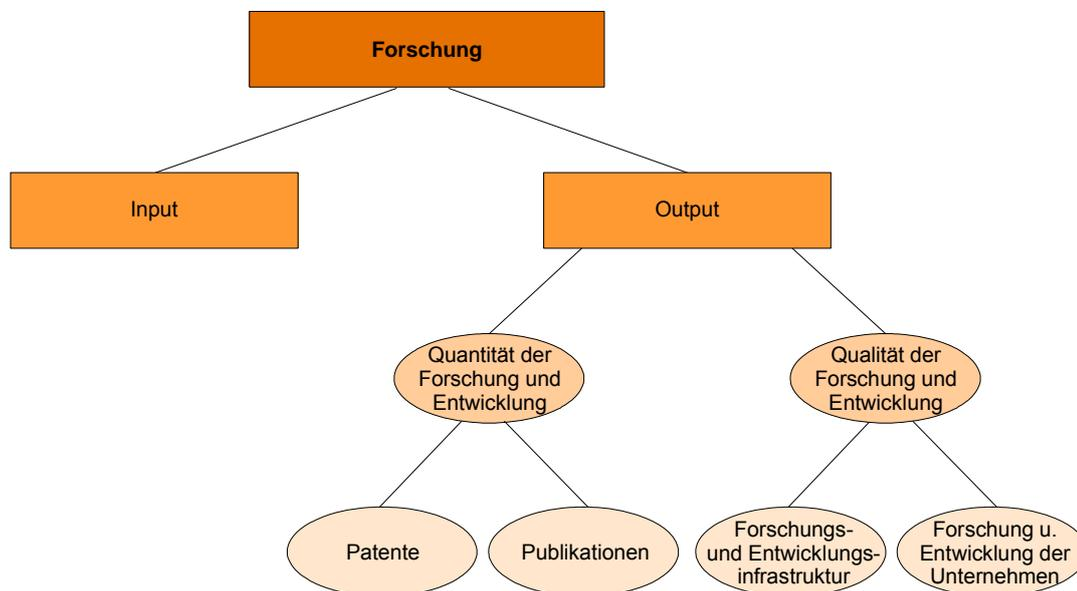 Forschung
Input
Output
Quantität der
Forschung und
Entwicklung
Qualität der
Forschung und
Entwicklung
Patente
Publikationen
Forschungs-
und Entwicklungs-
infrastruktur
Forschung u.
Entwicklung der
Unternehmen